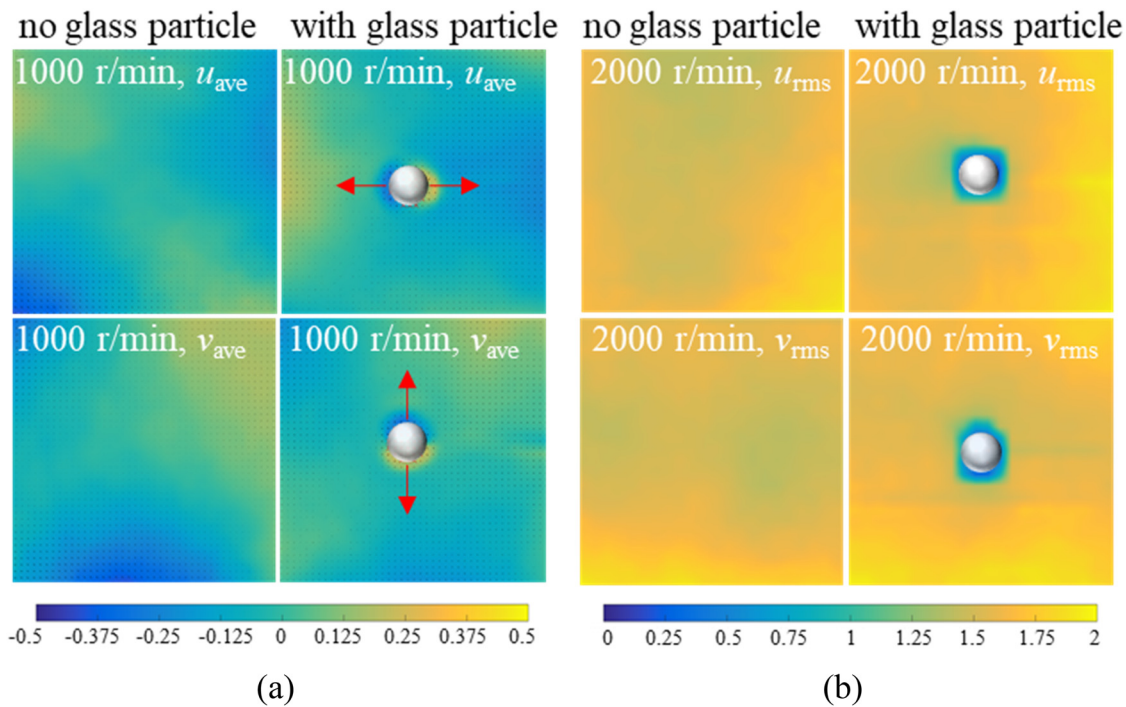 no glass particle with glass particle
1000 r/min, uave 1000 r/min, uave
1000 r/min, vave 1000 r/min, vave
-0.5 -0.375 -0.25 -0.125 0 0.125 0.25 0.375 0.5
(a)
no glass particle with glass particle
2000 r/min, urms 2000 r/min, urms
2000 r/min, vrms 2000 r/min, vrms
0 0.25 0.5 0.75 1 1.25 1.5 1.75 2
(b)